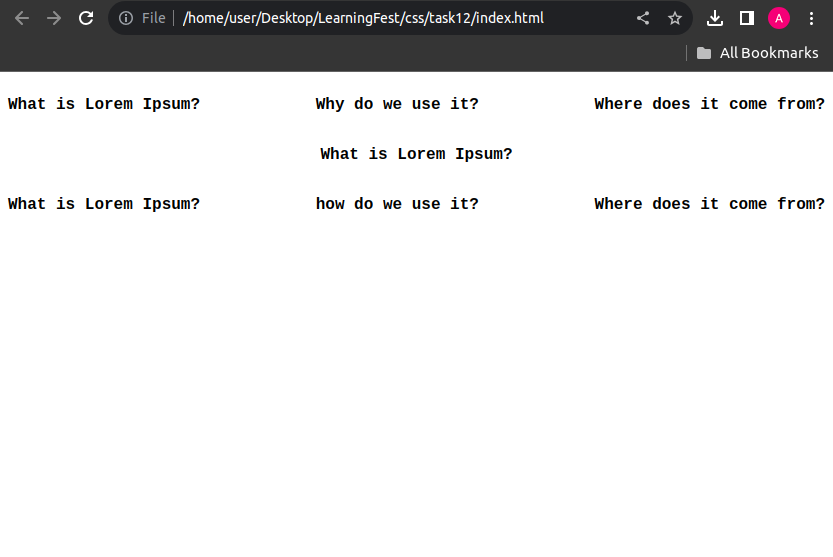 File /home/user/Desktop/LearningFest/css/task12/index.html A
All Bookmarks
What is Lorem Ipsum? Why do we use it? Where does it come from?
What is Lorem Ipsum?
What is Lorem Ipsum? how do we use it? Where does it come from?